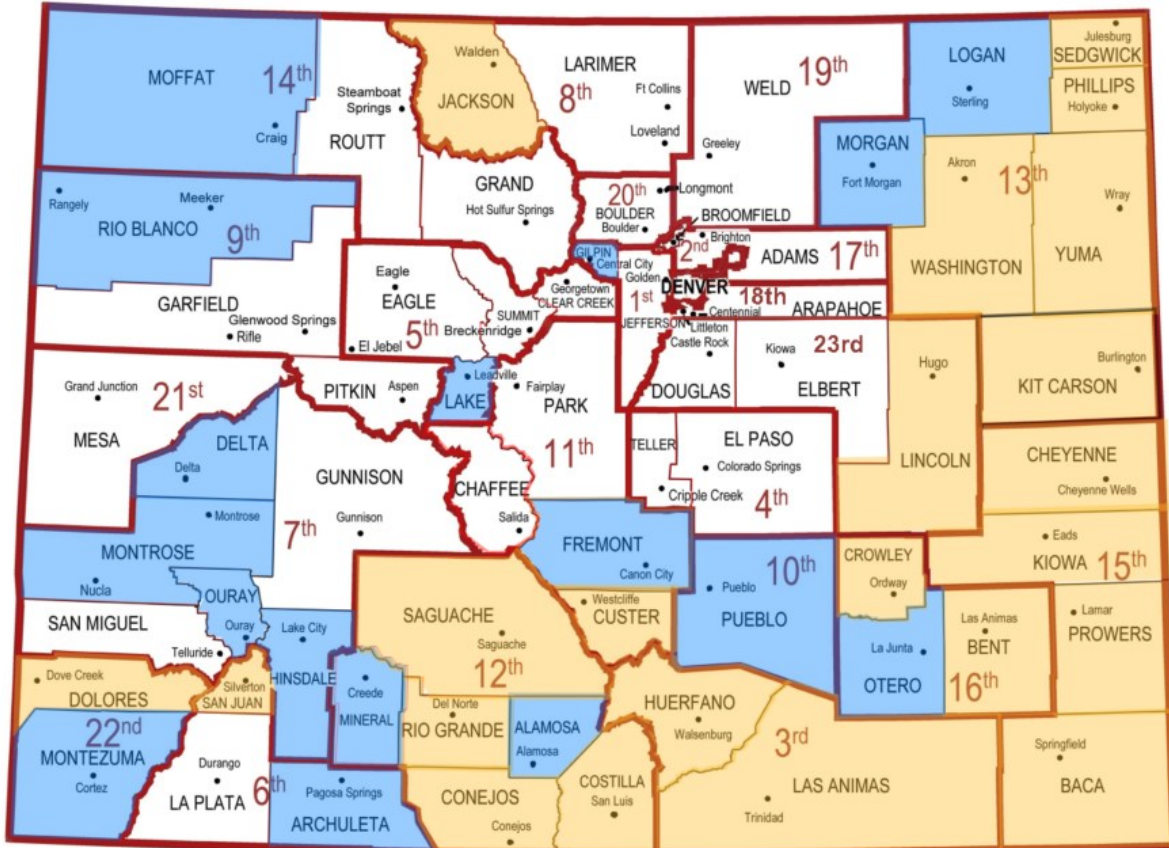 MOFFAT
14th
Craig
Steamboat
Springs
ROUTT
Walden
JACKSON
LARIMER
8th
Ft Collins
Loveland
WELD
19th
Greeley
LOGAN
Sterling
Julesburg
SEDGWICK
PHILLIPS
Holyoke
MORGAN
Fort Morgan
Akron
13th
Wray
WASHINGTON
YUMA
Rangely
Meeker
RIO BLANCO
9th
GRAND
Hot Sulfur Springs
20th
Longmont
BOULDER
Boulder
BROOMFIELD
2nd
Brighton
ADAMS
17th
GILPIN
Central City
Golden
Georgetown
CLEAR CREEK
1st
DENVER
18th
ARAPAHOE
Centennial
JEFFERSON
Littleton
Castle Rock
GARFIELD
Glenwood Springs
Rifle
Eagle
EAGLE
5th
El Jebel
SUMMIT
Breckenridge
Kiowa
23rd
ELBERT
DOUGLAS
Hugo
Burlington
KIT CARSON
Grand Junction
21st
MESA
PITKIN
Aspen
Leadville
LAKE
Fairplay
PARK
11th
TELLER
Cripple Creek
EL PASO
Colorado Springs
4th
LINCOLN
CHEYENNE
Cheyenne Wells
DELTA
Delta
GUNNISON
7th
Gunnison
CHAFFEE
Salida
Montrose
MONTROSE
Nucla
OURAY
Ouray
FREMONT
Canon City
10th
Pueblo
PUEBLO
CROWLEY
Ordway
Eads
KIOWA
15th
SAN MIGUEL
Telluride
Lake City
HINSDALE
SAGUACHE
Saguache
12th
Westcliffe
CUSTER
La Junta
OTERO
Las Animas
BENT
16th
Lamar
PROWERS
Dove Creek
DOLORES
Silverton
SAN JUAN
Creede
MINERAL
Del Norte
RIO GRANDE
ALAMOSA
Alamosa
HUERFANO
Walsenburg
3rd
22nd
MONTEZUMA
Cortez
Durango
LA PLATA
6th
Pagosa Springs
ARCHULETA
CONEJOS
Conejos
COSTILLA
San Luis
LAS ANIMAS
Trinidad
Springfield
BACA